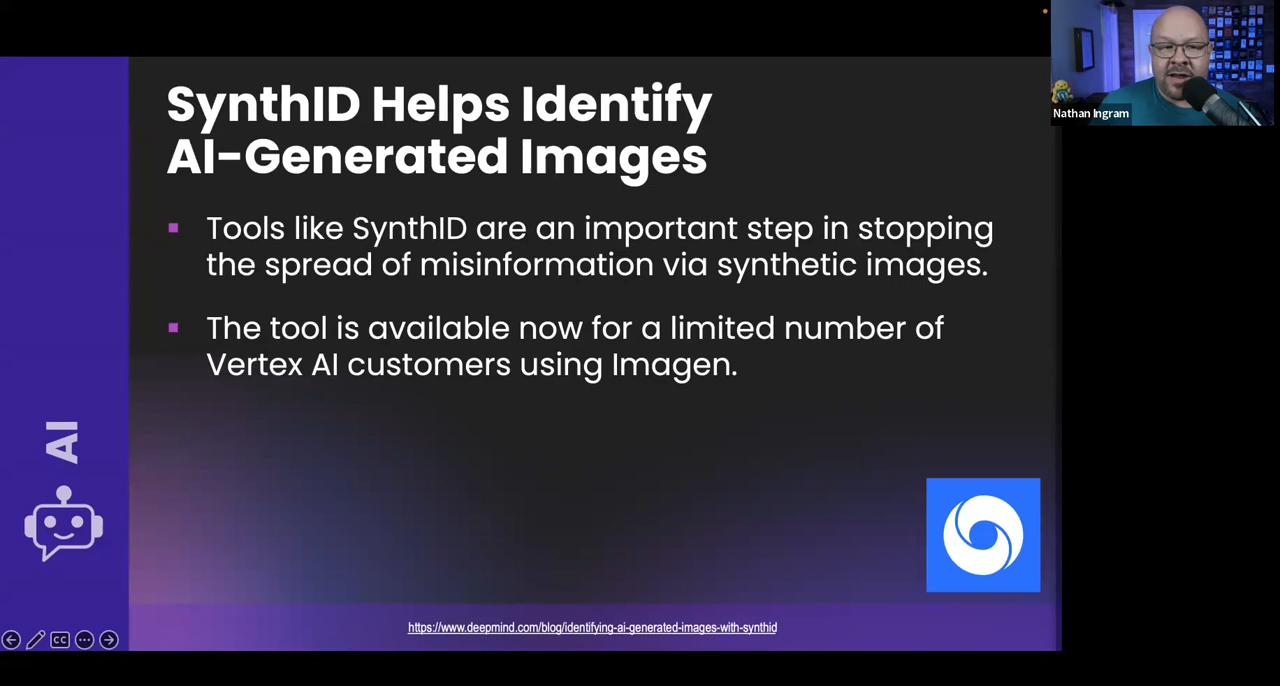 SynthID Helps Identify
AI-Generated Images
Tools like SynthID are an important step in stopping
the spread of misinformation via synthetic images.
The tool is available now for a limited number of
Vertex AI customers using Imagen.
AI
https://www.deepmind.com/blog/identifying-ai-generated-images-with-synthid
CC
Nathan Ingram